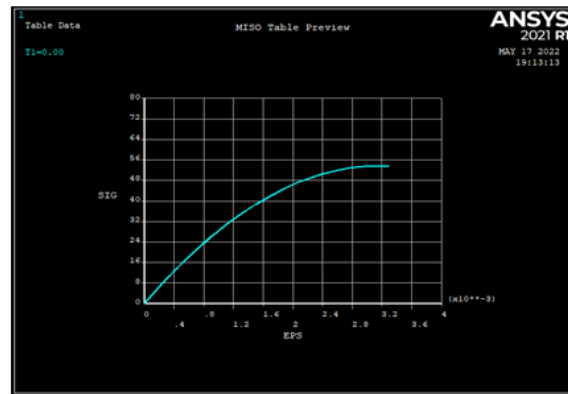 1
Table Data
MISO Table Preview
ANSYS
2021 R1
T1=0.00
MAY 17 2022
19:13:13
80
72
64
56
48
SIG
40
32
24
16
8
0
(x10**-3)
0
.8
1.6
2.4
3.2
4
.4
1.2
2
2.8
3.6
EPS